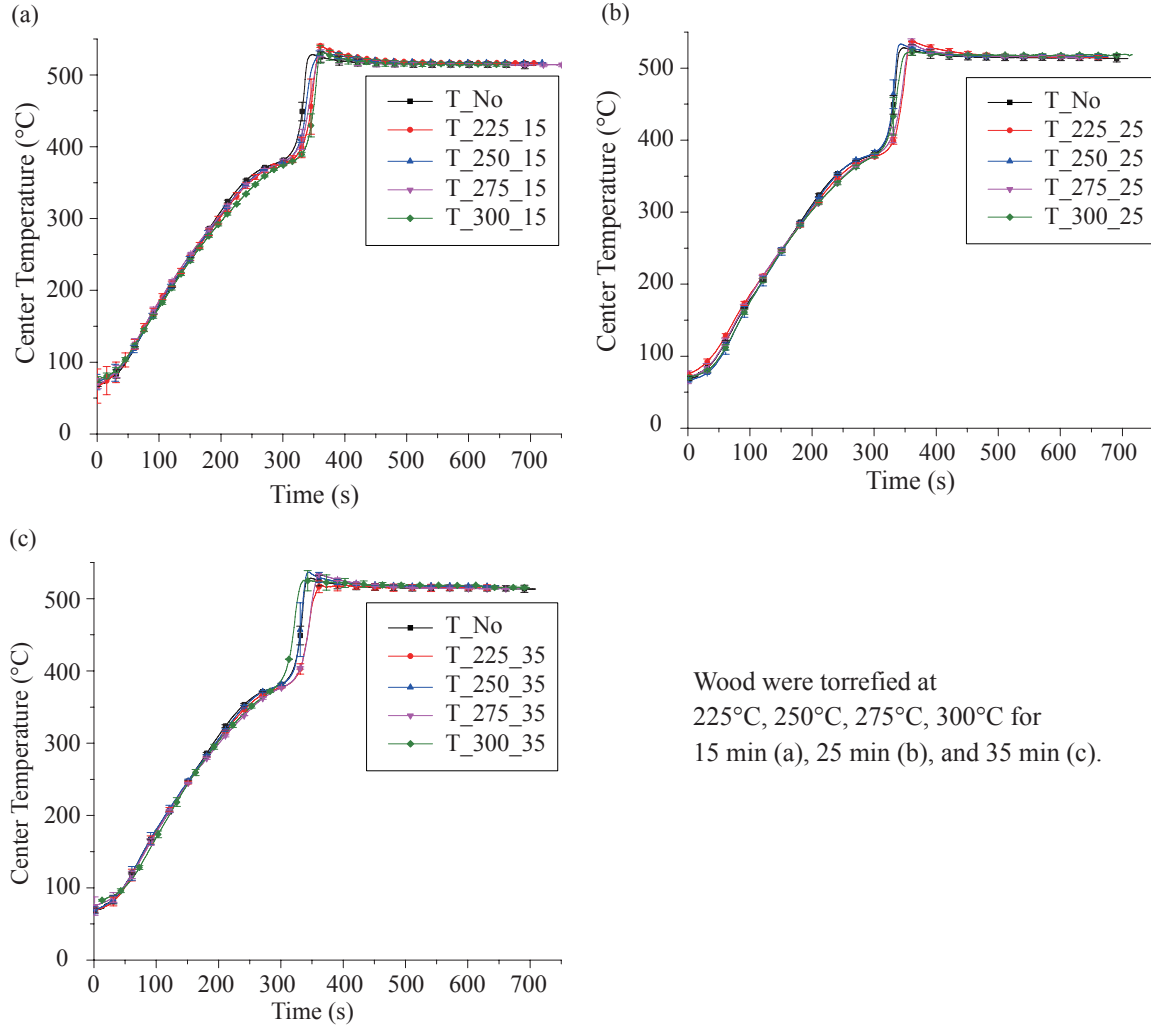 (a)
Center Temperature (°C)
500
400
300
200
100
0
T_No
T_225_15
T_250_15
T_275_15
T_300_15
0 100 200 300 400 500 600 700
Time (s)
(b)
Center Temperature (°C)
500
400
300
200
100
0
T_No
T_225_25
T_250_25
T_275_25
T_300_25
0 100 200 300 400 500 600 700
Time (s)
(c)
Center Temperature (°C)
500
400
300
200
100
0
T_No
T_225_35
T_250_35
T_275_35
T_300_35
0 100 200 300 400 500 600 700
Time (s)
Wood were torrefied at
225°C, 250°C, 275°C, 300°C for
15 min (a), 25 min (b), and 35 min (c).